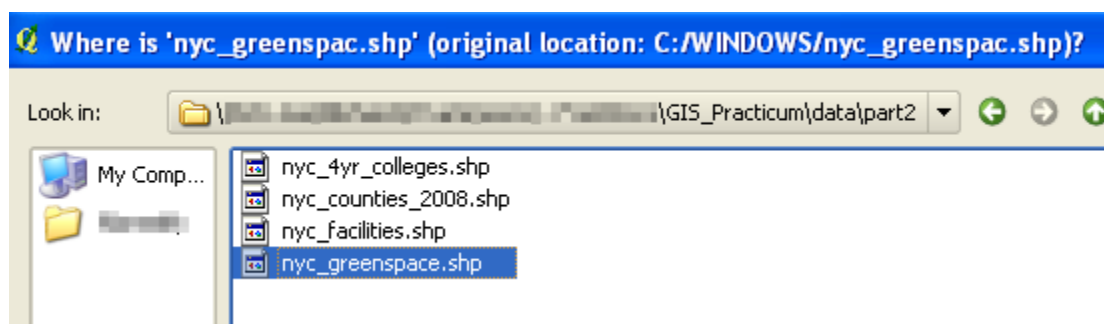 Where is 'nyc_greenspac.shp' (original location: C:/WINDOWS/nyc_greenspac.shp)?
Look in: \ \GIS_Practicum\data\part2
My Comp...
nyc_4yr_colleges.shp
nyc_counties_2008.shp
nyc_facilities.shp
nyc_greenspace.shp